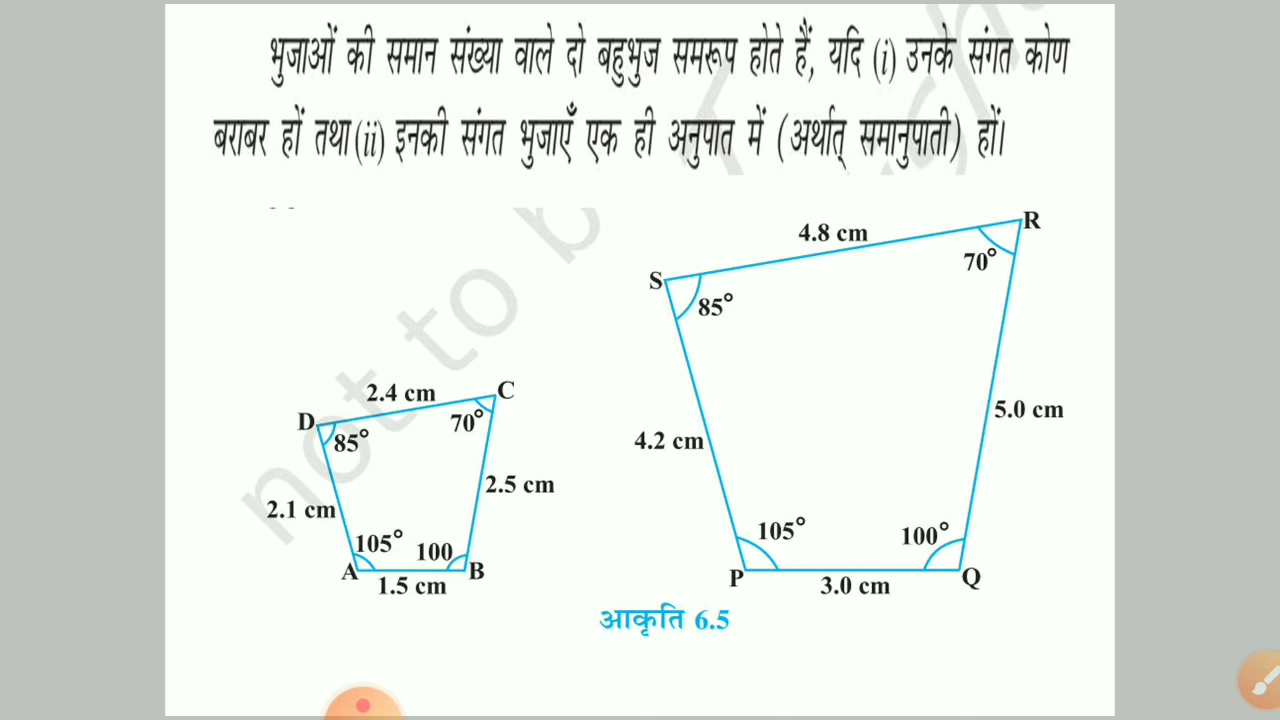 भुजाओं की समान संख्या वाले दो बहुभुज समरूप होते हैं, यदि (i) उनके संगत कोण
बराबर हों तथा (ii) इनकी संगत भुजाएँ एक ही अनुपात में (अर्थात् समानुपाती) हों।
not to b
4.8 cm
R
70°
S
85°
2.4 cm
C
D
70°
85°
5.0 cm
4.2 cm
2.5 cm
2.1 cm
105°
100°
105°
100
A
B
P
Q
1.5 cm
3.0 cm
आकृति 6.5